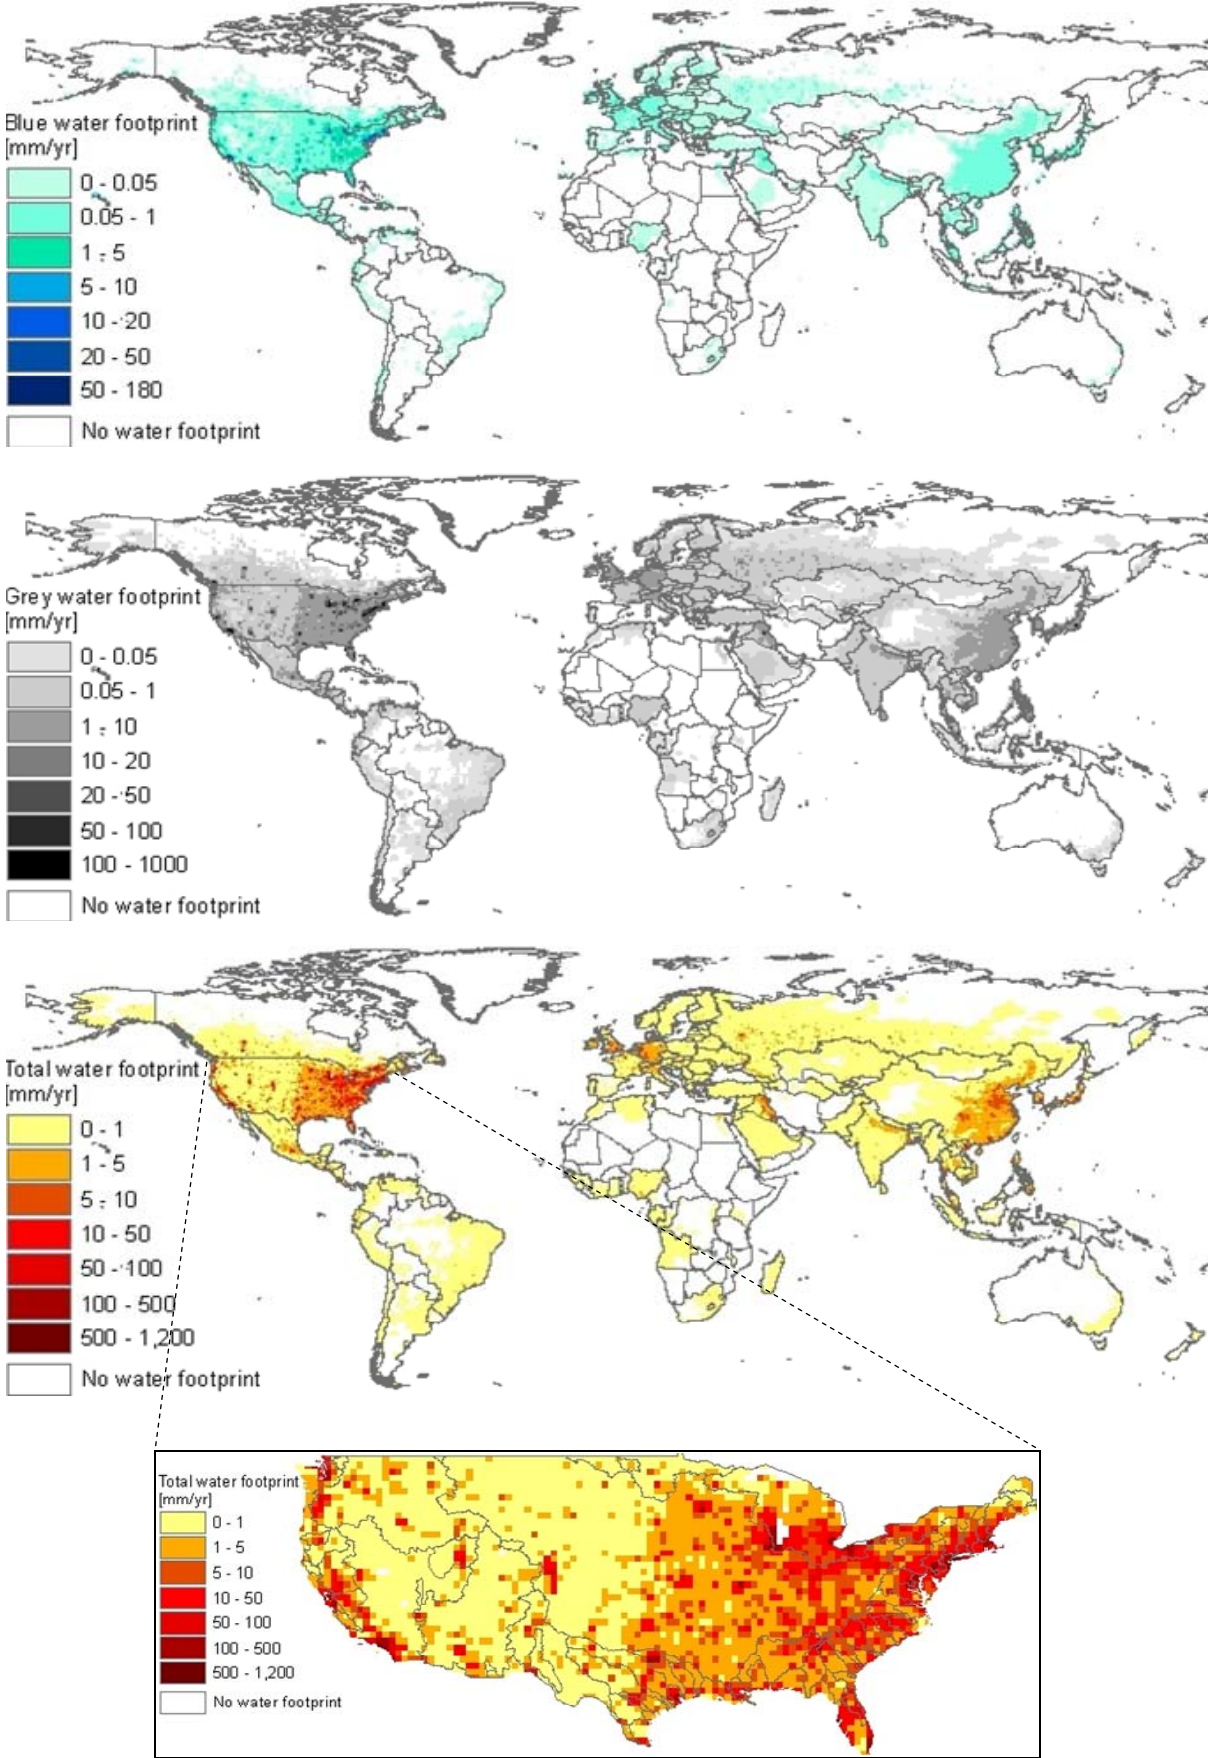 Blue water footprint
[mm/yr]
0 - 0.05
0.05 - 1
1 - 5
5 - 10
10 - 20
20 - 50
50 - 180
No water footprint
Grey water footprint
[mm/yr]
0 - 0.05
0.05 - 1
1 - 10
10 - 20
20 - 50
50 - 100
100 - 1000
No water footprint
Total water footprint
[mm/yr]
0 - 1
1 - 5
5 - 10
10 - 50
50 - 100
100 - 500
500 - 1,200
No water footprint
Total water footprint
[mm/yr]
0 - 1
1 - 5
5 - 10
10 - 50
50 - 100
100 - 500
500 - 1,200
No water footprint